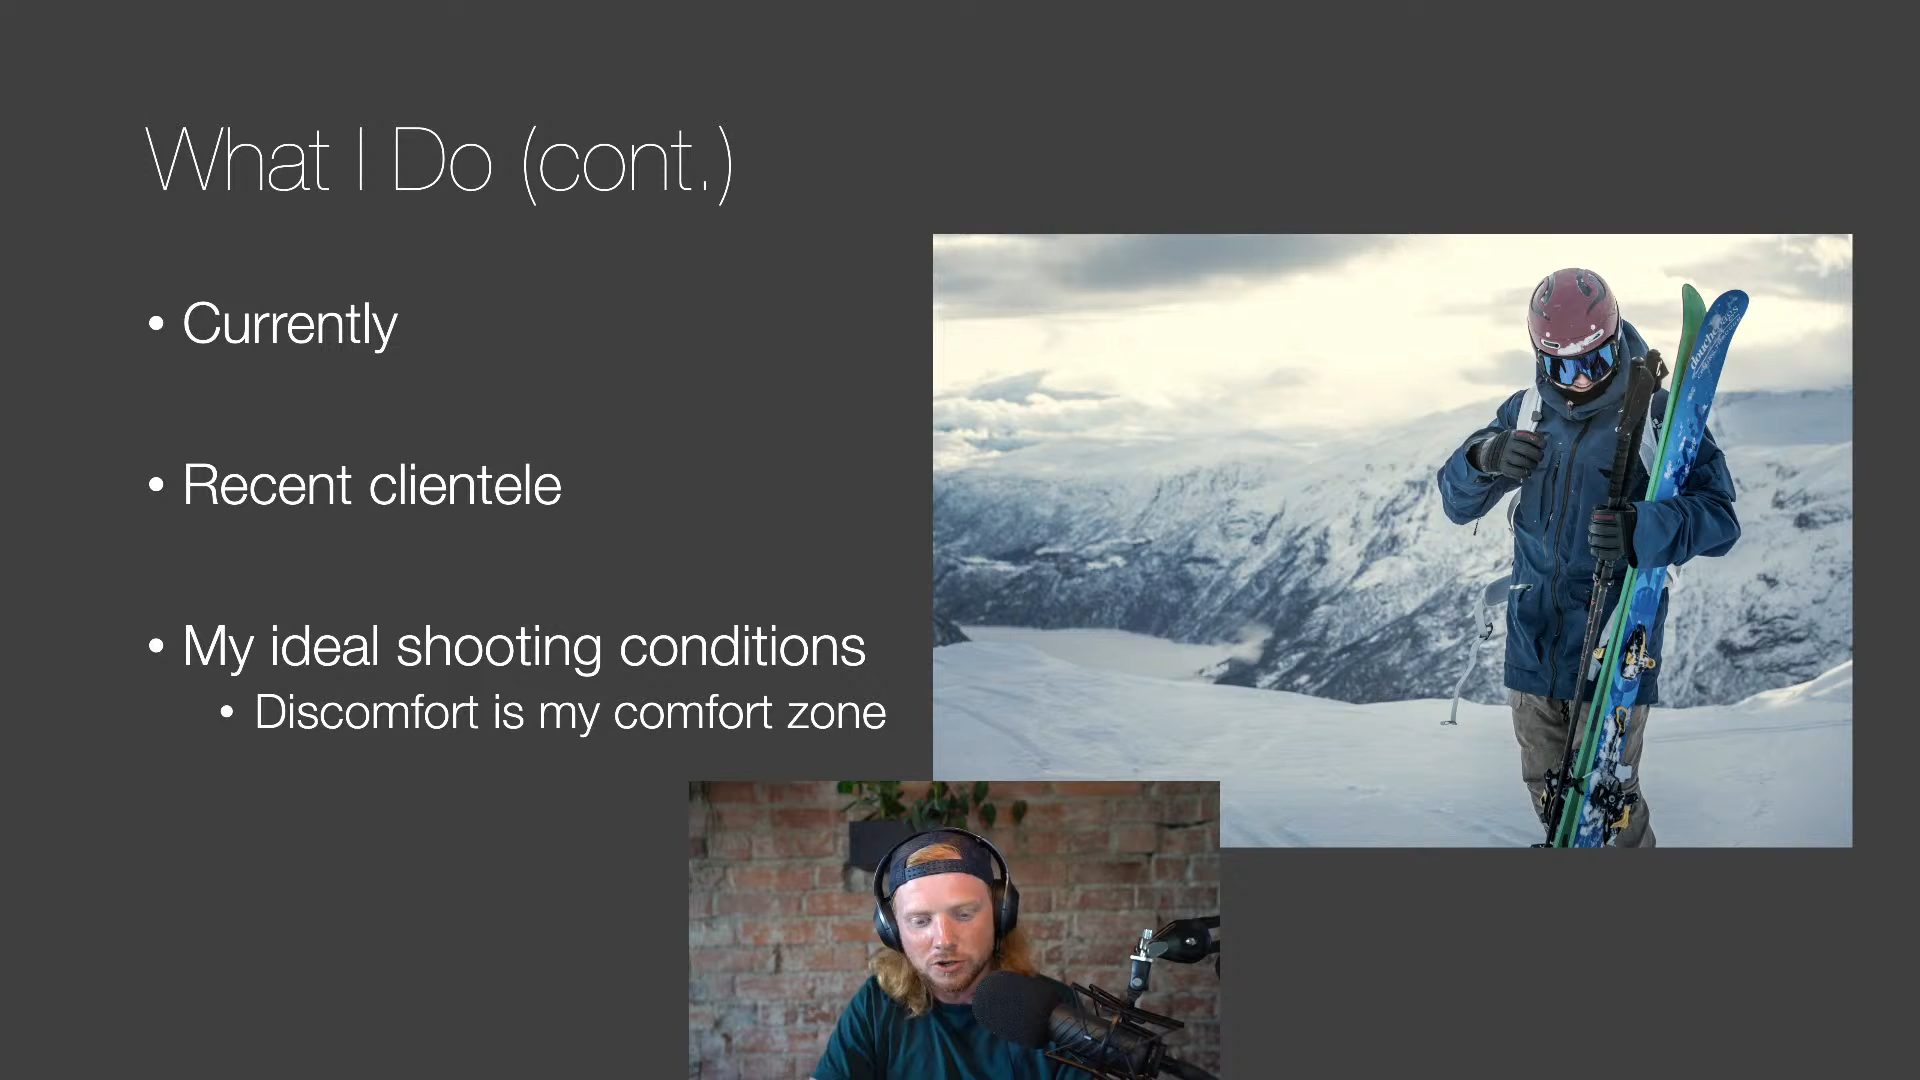 What I Do (cont.)
• Currently
• Recent clientele
• My ideal shooting conditions
• Discomfort is my comfort zone